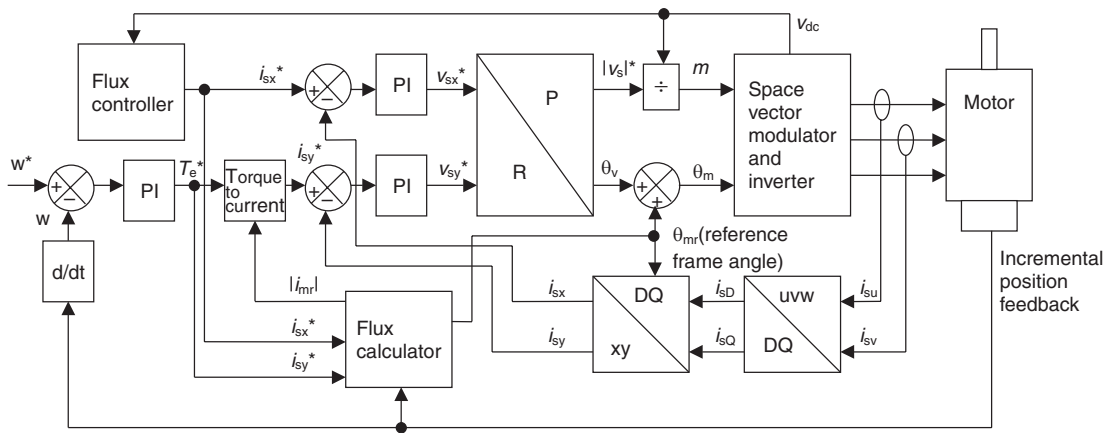 v_dc
Flux
controller
i_sx*
+
−
PI
v_sx*
P
R
|v_s|*
÷
m
Space
vector
modulator
and
inverter
Motor
w*
+
−
w
PI
T_e*
Torque
to
current
i_sy*
+
−
PI
v_sy*
θ_v
+
+
θ_m
d/dt
|i_mr|
θ_mr(reference
frame angle)
Incremental
position
feedback
i_sx*
i_sy*
Flux
calculator
i_sx
i_sy
DQ
xy
i_sD
i_sQ
uvw
DQ
i_su
i_sv